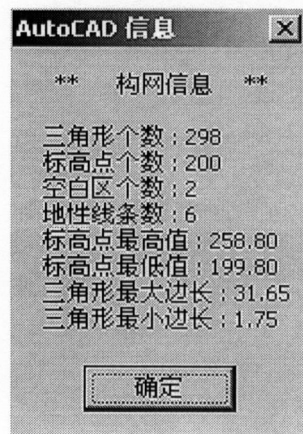 AutoCAD 信息
** 构网信息 **
三角形个数：298
标高点个数：200
空白区个数：2
地性线条数：6
标高点最高值：258.80
标高点最低值：199.80
三角形最大边长：31.65
三角形最小边长：1.75
确定